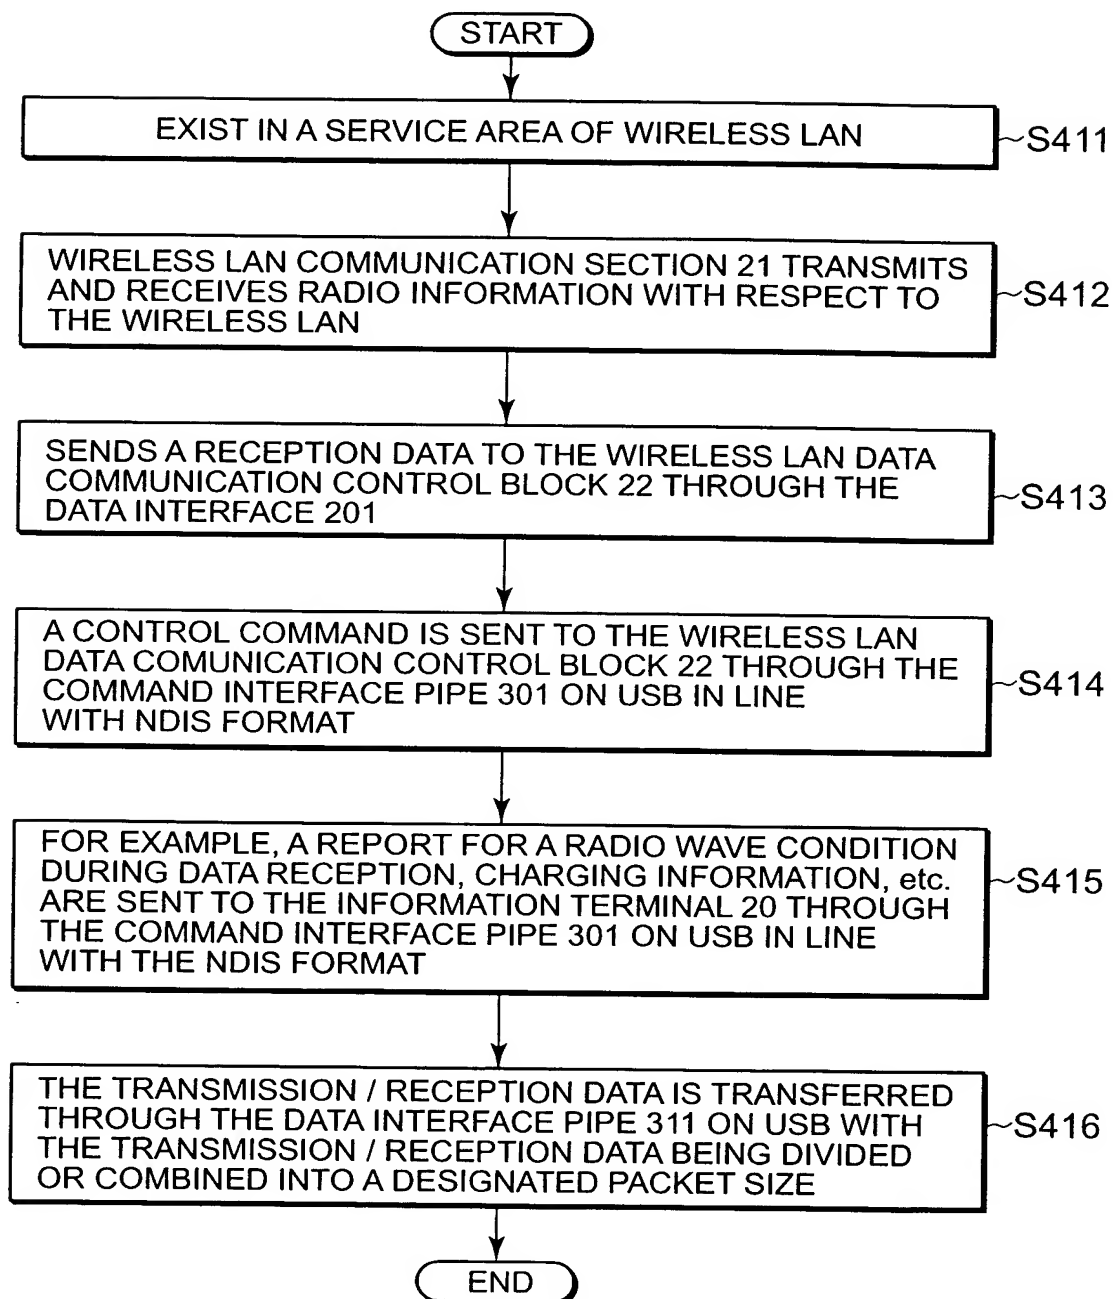 START
EXIST IN A SERVICE AREA OF WIRELESS LAN
~S411
WIRELESS LAN COMMUNICATION SECTION 21 TRANSMITS
AND RECEIVES RADIO INFORMATION WITH RESPECT TO
THE WIRELESS LAN
~S412
SENDS A RECEPTION DATA TO THE WIRELESS LAN DATA
COMMUNICATION CONTROL BLOCK 22 THROUGH THE
DATA INTERFACE 201
~S413
A CONTROL COMMAND IS SENT TO THE WIRELESS LAN
DATA COMUNICATION CONTROL BLOCK 22 THROUGH THE
COMMAND INTERFACE PIPE 301 ON USB IN LINE
WITH NDIS FORMAT
~S414
FOR EXAMPLE, A REPORT FOR A RADIO WAVE CONDITION
DURING DATA RECEPTION, CHARGING INFORMATION, etc.
ARE SENT TO THE INFORMATION TERMINAL 20 THROUGH
THE COMMAND INTERFACE PIPE 301 ON USB IN LINE
WITH THE NDIS FORMAT
~S415
THE TRANSMISSION / RECEPTION DATA IS TRANSFERRED
THROUGH THE DATA INTERFACE PIPE 311 ON USB WITH
THE TRANSMISSION / RECEPTION DATA BEING DIVIDED
OR COMBINED INTO A DESIGNATED PACKET SIZE
~S416
END